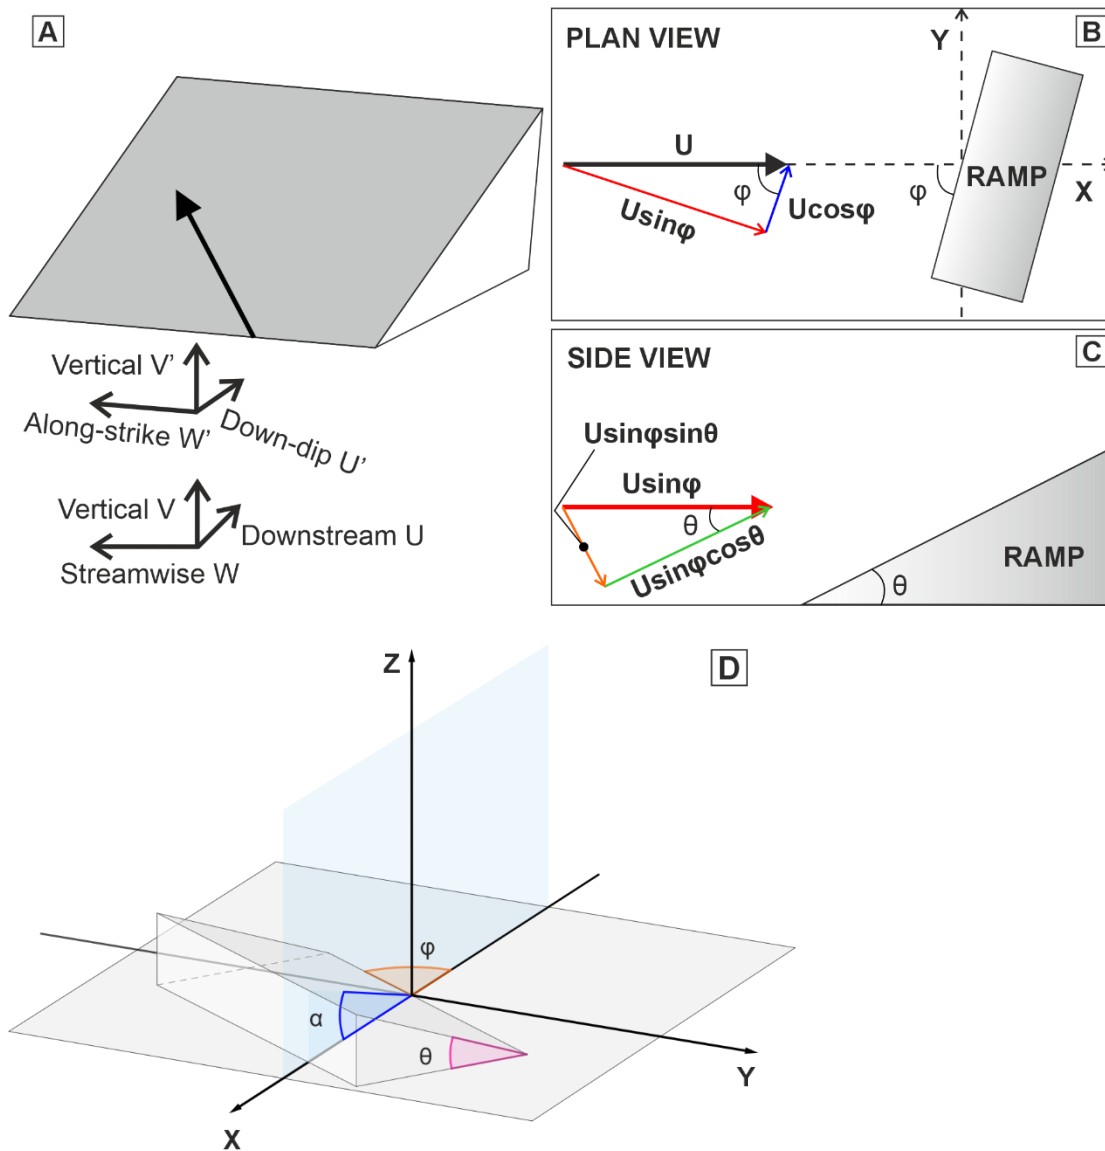 A
Vertical V'
Along-strike W'
Down-dip U'
Vertical V
Downstream U
Streamwise W
B
PLAN VIEW
Y
U
φ
Usinφ
Ucosφ
φ
RAMP
X
C
SIDE VIEW
Usinφsinθ
Usinφ
θ
Usinφcosθ
RAMP
θ
D
Z
φ
α
θ
Y
X